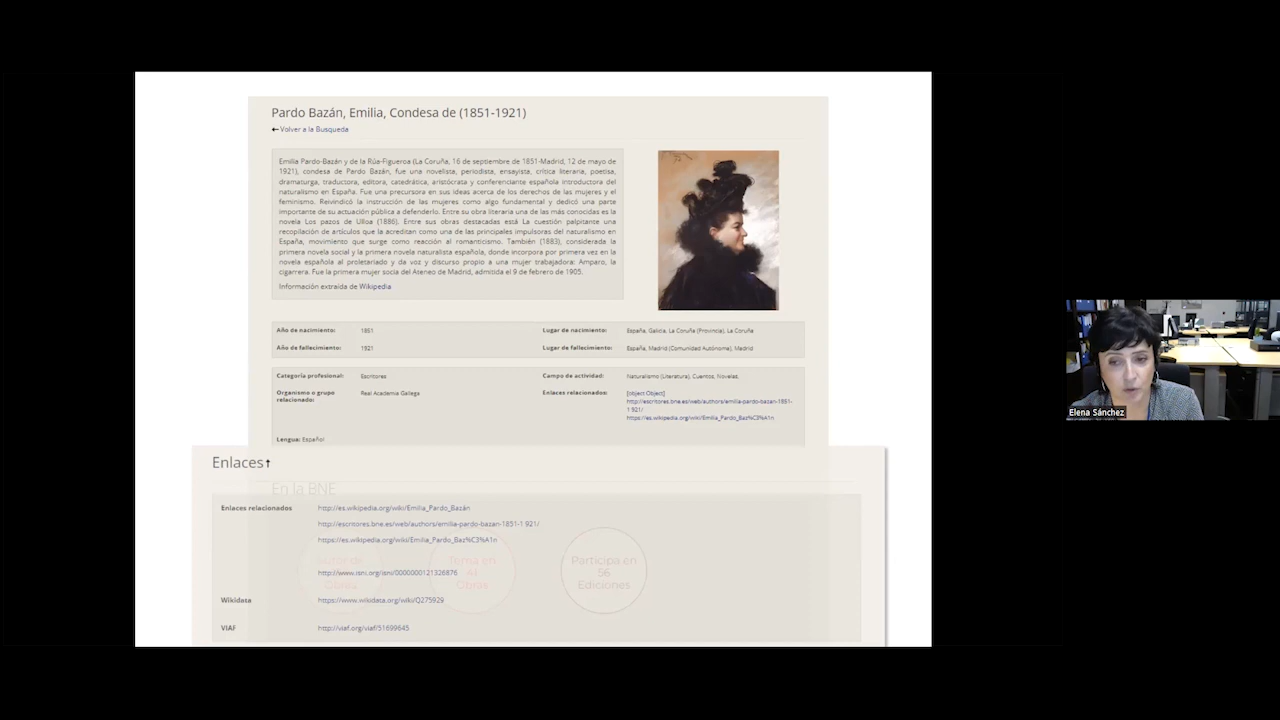 Pardo Bazán, Emilia, Condesa de (1851-1921)
← Volver a la Busqueda
Emilia Pardo-Bazán y de la Rúa-Figueroa (La Coruña, 16 de septiembre de 1851-Madrid, 12 de mayo de
1921), condesa de Pardo Bazán, fue una novelista, periodista, ensayista, crítica literaria, poetisa,
dramaturga, traductora, editora, catedrática, aristócrata y conferenciante española introductora del
naturalismo en España. Fue una precursora en sus ideas acerca de los derechos de las mujeres y el
feminismo. Reivindicó la instrucción de las mujeres como algo fundamental y dedicó una parte
importante de su actuación pública a defenderlo. Entre su obra literaria una de las más conocidas es la
novela Los pazos de Ulloa (1886). Entre sus obras destacadas está La cuestión palpitante una
recopilación de artículos que la acreditan como una de las principales impulsoras del naturalismo en
España, movimiento que surge como reacción al romanticismo. También (1883), considerada la
primera novela social y la primera novela naturalista española, donde incorpora por primera vez en la
novela española al proletariado y da voz y discurso propio a una mujer trabajadora: Amparo, la
cigarrera. Fue la primera mujer socia del Ateneo de Madrid, admitida el 9 de febrero de 1905.
Información extraída de Wikipedia
Año de nacimiento: 1851 Lugar de nacimiento: España, Galicia, La Coruña (Provincia), La Coruña
Año de fallecimiento: 1921 Lugar de fallecimiento: España, Madrid (Comunidad Autónoma), Madrid
Categoría profesional: Escritores Campo de actividad: Naturalismo (Literatura), Cuentos, Novelas,
Organismo o grupo relacionado: Real Academia Gallega Enlaces relacionados: [object Object]
http://escritores.bne.es/web/authors/emilia-pardo-bazan-1851-
1 921/
https://es.wikipedia.org/wiki/Emilia_Pardo_Baz%C3%A1n
Lengua: Español
Enlaces↑
En la BNE
Enlaces relacionados http://es.wikipedia.org/wiki/Emilia_Pardo_Bazán
http://escritores.bne.es/web/authors/emilia-pardo-bazan-1851-1 921/
https://es.wikipedia.org/wiki/Emilia_Pardo_Baz%C3%A1n
Tema en
Obras
Participa en
56
Ediciones
http://www.isni.org/isni/0000000121326876
Wikidata https://www.wikidata.org/wiki/Q275929
VIAF http://viaf.org/viaf/51699645
Elena Sánchez